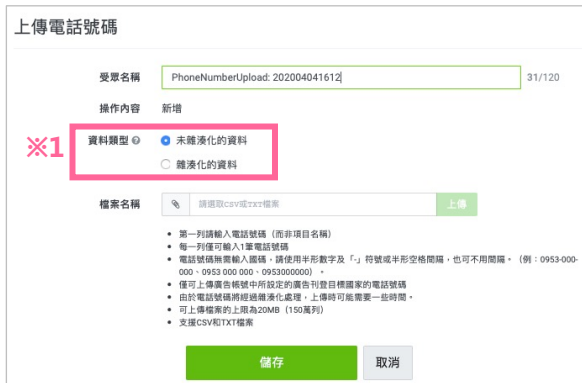 上傳電話號碼
受眾名稱 PhoneNumberUpload: 202004041612 31/120
操作內容 新增
※1 資料類型 未雜湊化的資料
雜湊化的資料
檔案名稱 請選取CSV或TXT檔案 上傳
• 第一列請輸入電話號碼（而非項目名稱）
• 每一列僅可輸入1筆電話號碼
• 電話號碼無需輸入國碼，請使用半形數字及「-」符號或半形空格間隔，也可不用間隔。（例：0953-000-
000、0953 000 000、0953000000）。
• 僅可上傳廣告帳號中所設定的廣告刊登目標國家的電話號碼
• 由於電話號碼將經過雜湊化處理，上傳時可能需要一些時間。
• 可上傳檔案的上限為20MB（150萬列）
• 支援CSV和TXT檔案
儲存 取消